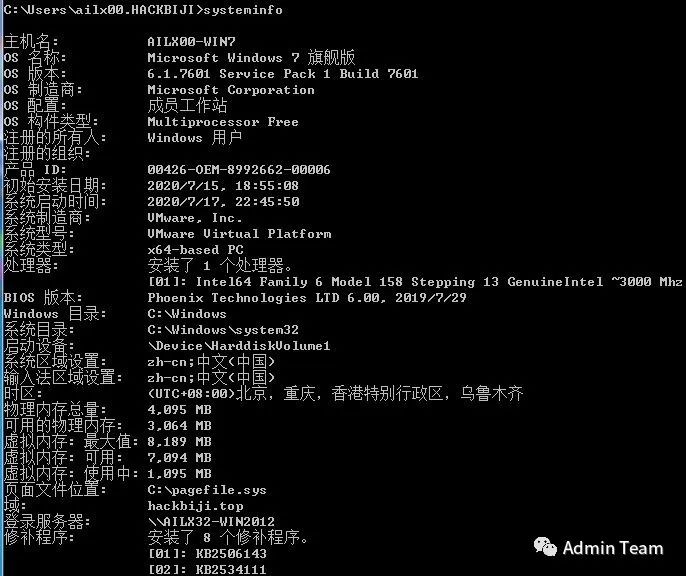 C:\Users\ailx00.HACKBIJI>systeminfo
主机名: AILX00-WIN7
OS 名称: Microsoft Windows 7 旗舰版
OS 版本: 6.1.7601 Service Pack 1 Build 7601
OS 制造商: Microsoft Corporation
OS 配置: 成员工作站
OS 构件类型: Multiprocessor Free
注册的所有人: Windows 用户
注册的组织:
产品 ID: 00426-OEM-8992662-00006
初始安装日期: 2020/7/15, 18:55:08
系统启动时间: 2020/7/17, 22:45:50
系统制造商: VMware, Inc.
系统型号: VMware Virtual Platform
系统类型: x64-based PC
处理器: 安装了 1 个处理器。
[01]: Intel64 Family 6 Model 158 Stepping 13 GenuineIntel ~3000 Mhz
BIOS 版本: Phoenix Technologies LTD 6.00, 2019/7/29
Windows 目录: C:\Windows
系统目录: C:\Windows\system32
启动设备: \Device\HarddiskVolume1
系统区域设置: zh-cn;中文(中国)
输入法区域设置: zh-cn;中文(中国)
时区: (UTC+08:00)北京，重庆，香港特别行政区，乌鲁木齐
物理内存总量: 4,095 MB
可用的物理内存: 3,064 MB
虚拟内存: 最大值: 8,189 MB
虚拟内存: 可用: 7,094 MB
虚拟内存: 使用中: 1,095 MB
页面文件位置: C:\pagefile.sys
域: hackbiji.top
登录服务器: \\AILX32-WIN2012
修补程序: 安装了 8 个修补程序。
[01]: KB2506143
[02]: KB2534111
Admin Team